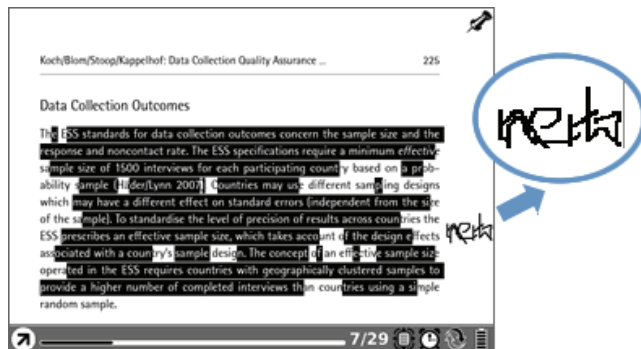 Koch/Blom/Stoop/Kappelhof: Data Collection Quality Assurance ... 225
Data Collection Outcomes
The ESS standards for data collection outcomes concern the sample size and the
response and noncontact rate. The ESS specifications require a minimum effective
sample size of 1500 interviews for each participating country based on a prob-
ability sample (Häder/Lynn 2007). Countries may use different sampling designs
which may have a different effect on standard errors (independent from the size
of the sample). To standardise the level of precision of results across countries the
ESS prescribes an effective sample size, which takes account of the design effects
associated with a country's sample design. The concept of an effective sample size
operated in the ESS requires countries with geographically clustered samples to
provide a higher number of completed interviews than countries using a simple
random sample.
7/29